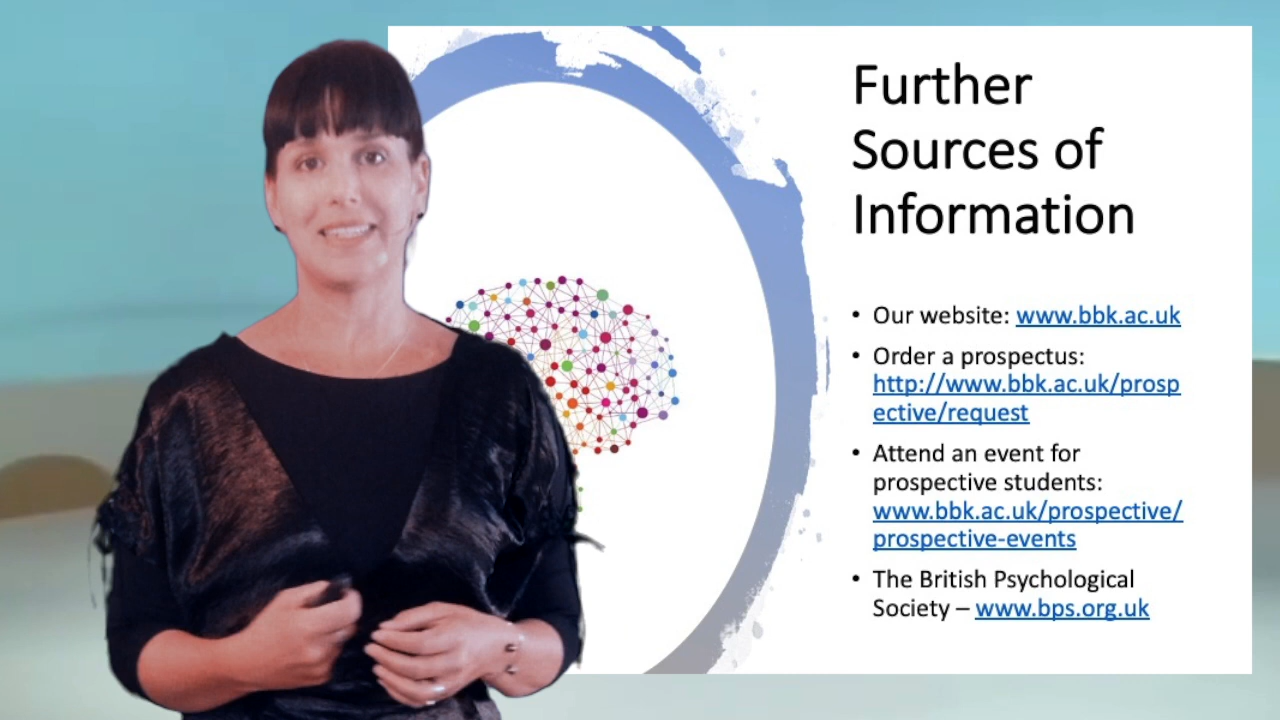 Further
Sources of
Information
• Our website: www.bbk.ac.uk
• Order a prospectus:
http://www.bbk.ac.uk/prosp
ective/request
• Attend an event for
prospective students:
www.bbk.ac.uk/prospective/
prospective-events
• The British Psychological
Society – www.bps.org.uk